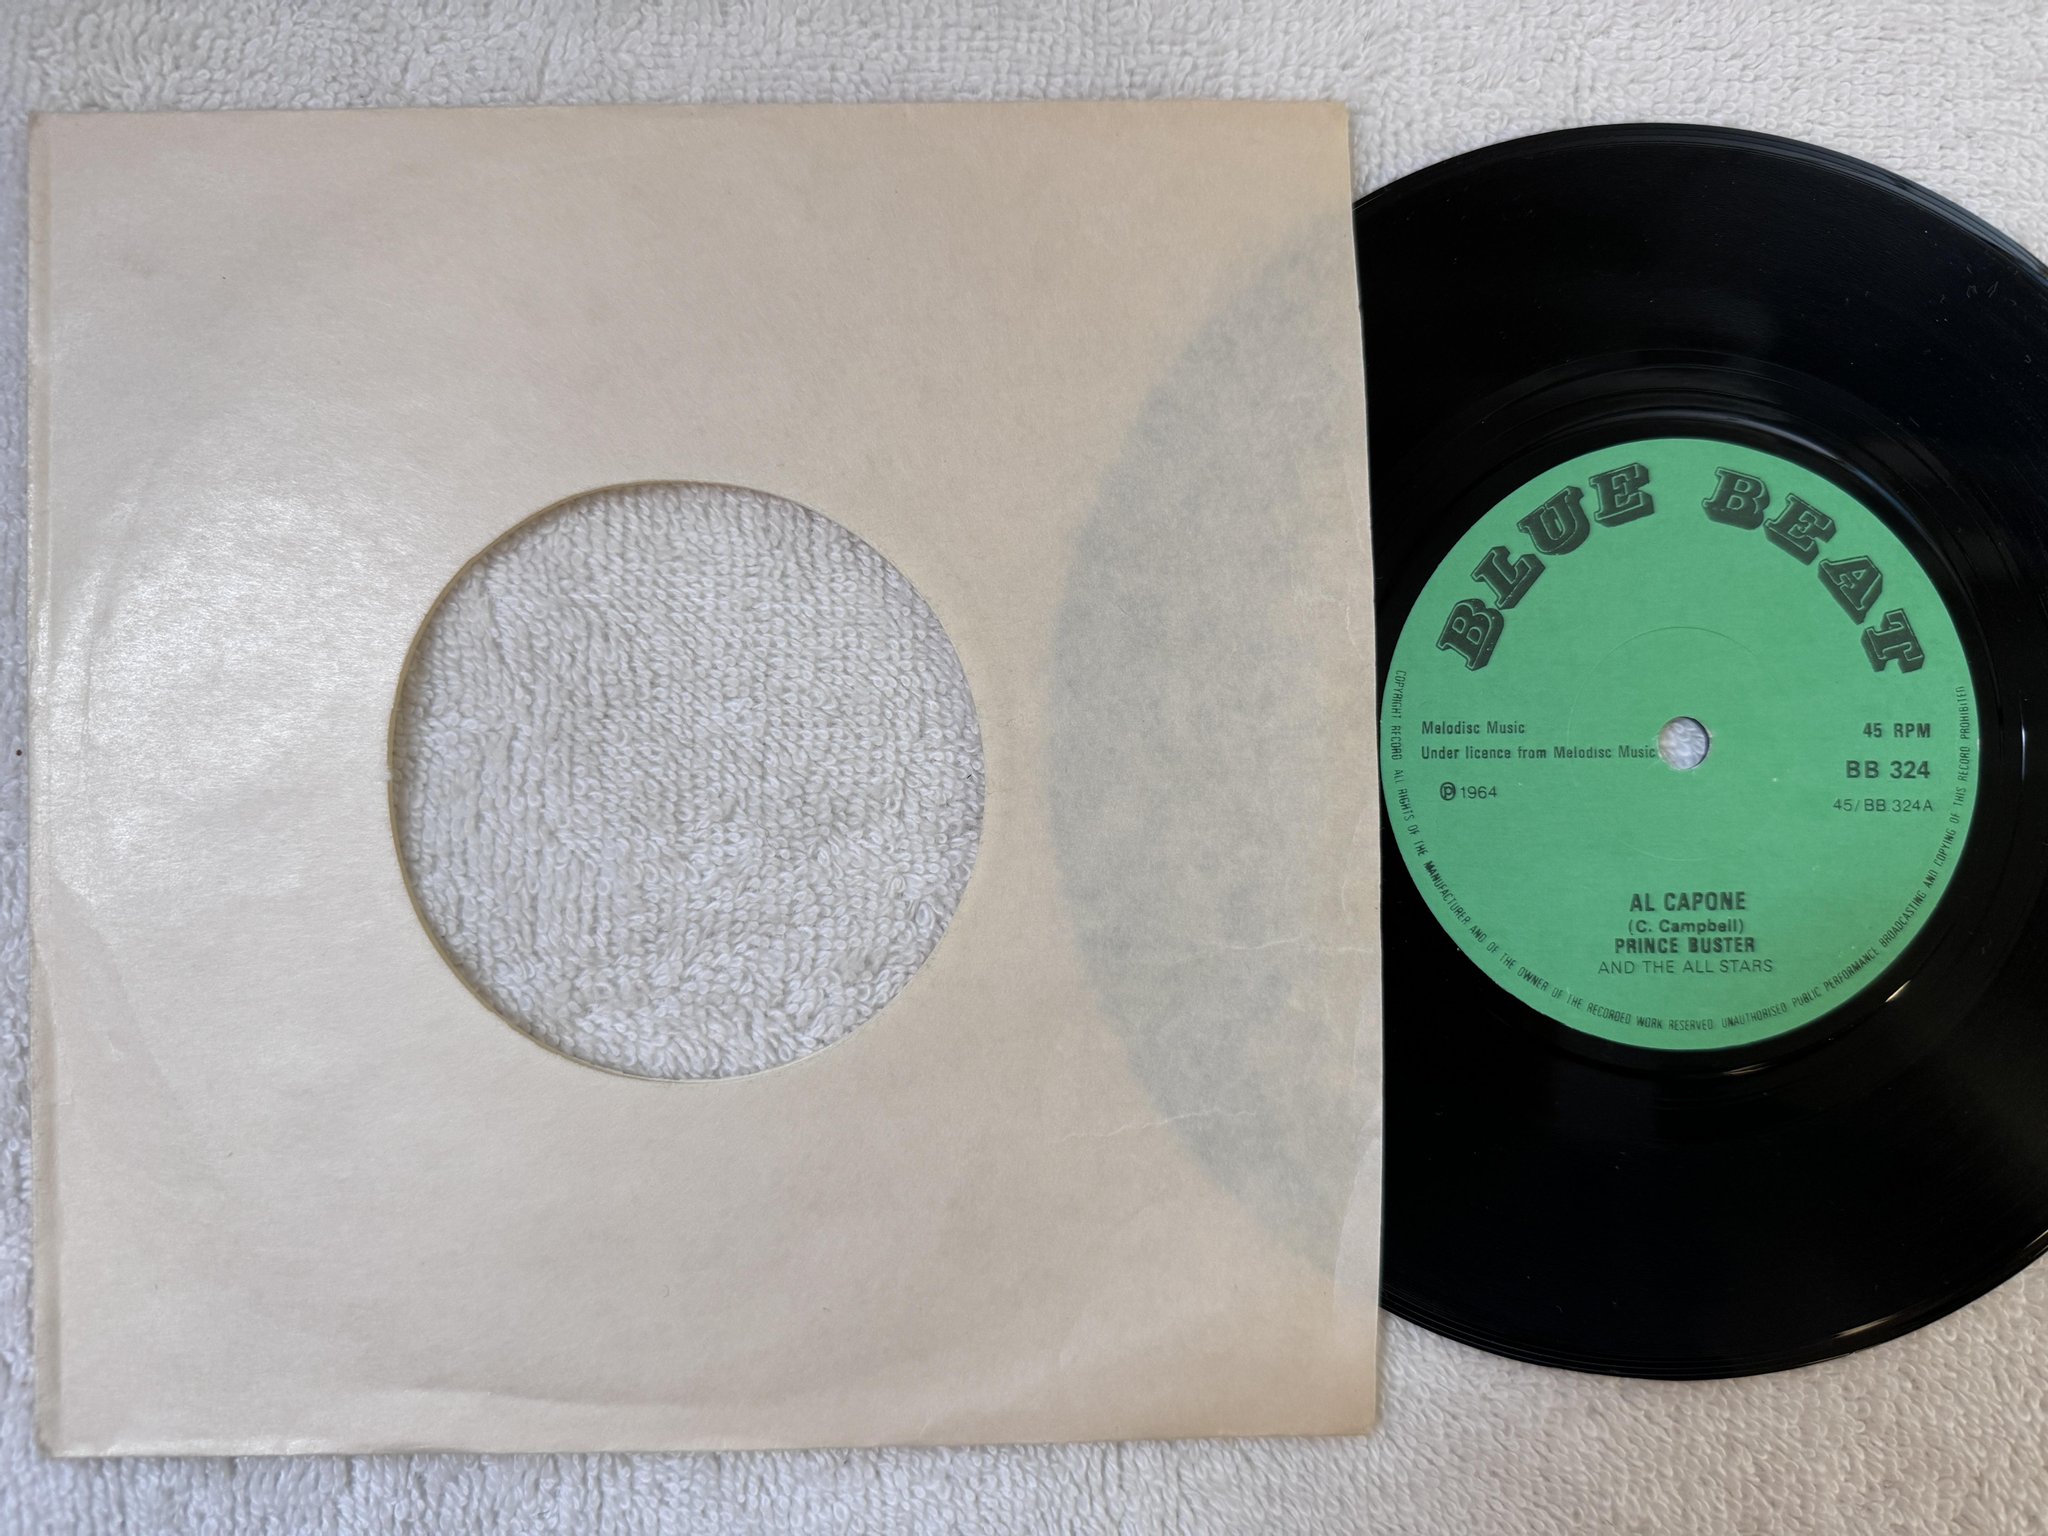 BLUE BEAT
Melodisc Music
Under licence from Melodisc Music
Ⓟ 1964
45 RPM
BB 324
45/BB 324A
AL CAPONE
(C. Campbell)
PRINCE BUSTER
AND THE ALL STARS
COPYRIGHT RECORD ALL RIGHTS OF THE MANUFACTURER AND OF THE OWNER OF THE RECORDED WORK RESERVED UNAUTHORISED PUBLIC PERFORMANCE BROADCASTING AND COPYING OF THIS RECORD PROHIBITED